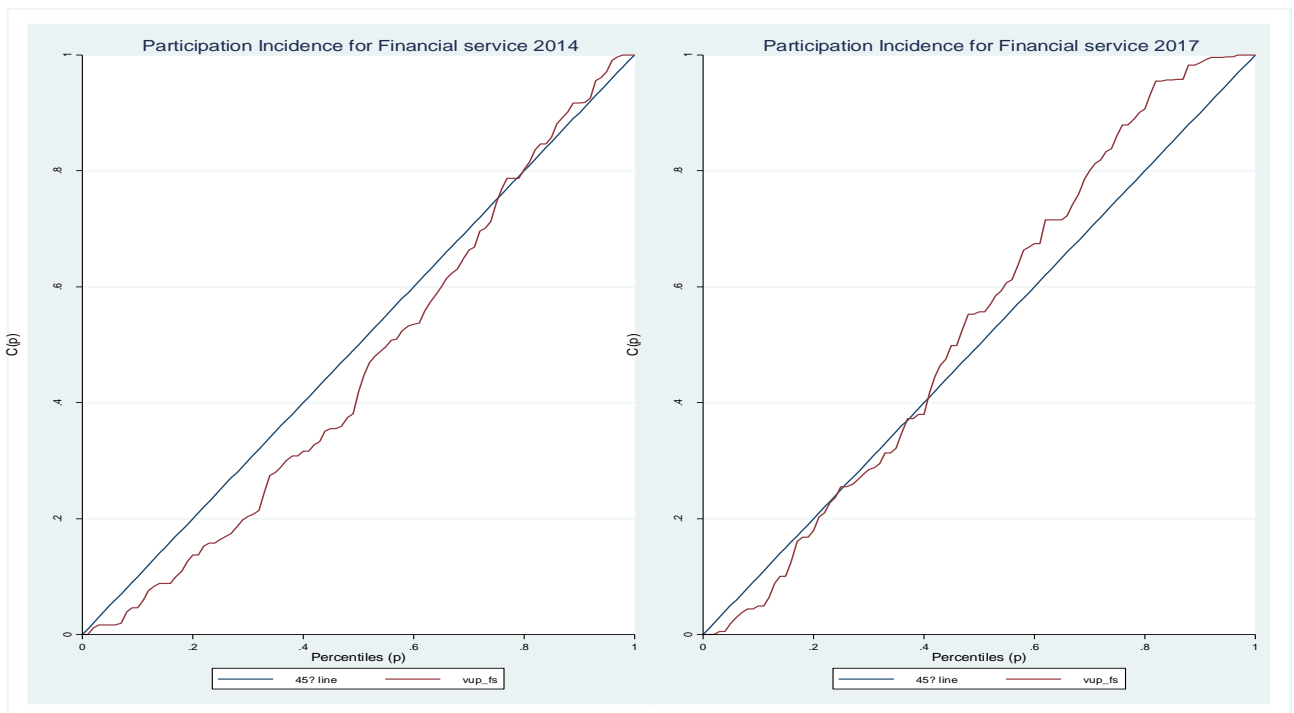 Participation Incidence for Financial service 2014
1
.8
.6
.4
.2
0
C(p)
0 .2 .4 .6 .8 1
Percentiles (p)
45? line vup_fs
Participation Incidence for Financial service 2017
1
.8
.6
.4
.2
0
C(p)
0 .2 .4 .6 .8 1
Percentiles (p)
45? line vup_fs